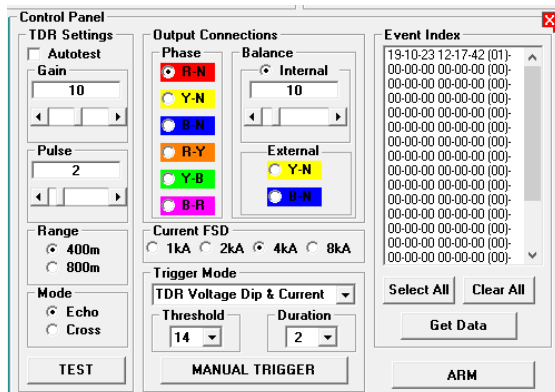 Control Panel
TDR Settings
Autotest
Gain
10
Pulse
2
Range
400m
800m
Mode
Echo
Cross
TEST
Output Connections
Phase
R-N
Y-N
B-N
R-Y
Y-B
B-R
Balance
Internal
10
External
Y-N
B-N
Current FSD
1kA 2kA 4kA 8kA
Trigger Mode
TDR Voltage Dip & Current
Threshold Duration
14 2
MANUAL TRIGGER
Event Index
19-10-23 12-17-42 (01)-
00-00-00 00-00-00 (00)-
00-00-00 00-00-00 (00)-
00-00-00 00-00-00 (00)-
00-00-00 00-00-00 (00)-
00-00-00 00-00-00 (00)-
00-00-00 00-00-00 (00)-
00-00-00 00-00-00 (00)-
00-00-00 00-00-00 (00)-
00-00-00 00-00-00 (00)-
00-00-00 00-00-00 (00)-
00-00-00 00-00-00 (00)-
00-00-00 00-00-00 (00)-
00-00-00 00-00-00 (00)-
00-00-00 00-00-00 (00)-
Select All Clear All
Get Data
ARM